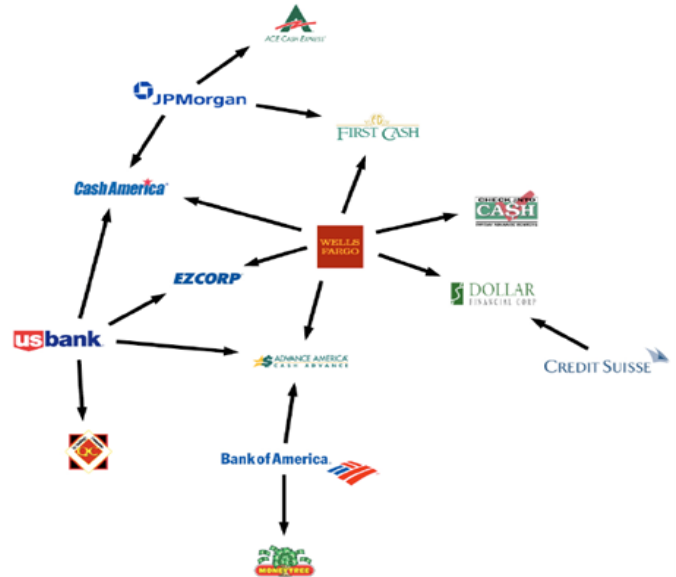 ACE CASH EXPRESS
JPMorgan
FIRST CASH
Cash America
CHECK INTO
CASH
WELLS
FARGO
EZCORP
DOLLAR
FINANCIAL CORP
usbank
ADVANCE AMERICA
CASH ADVANCE
CREDIT SUISSE
QC
Bank of America
MONEYTREE